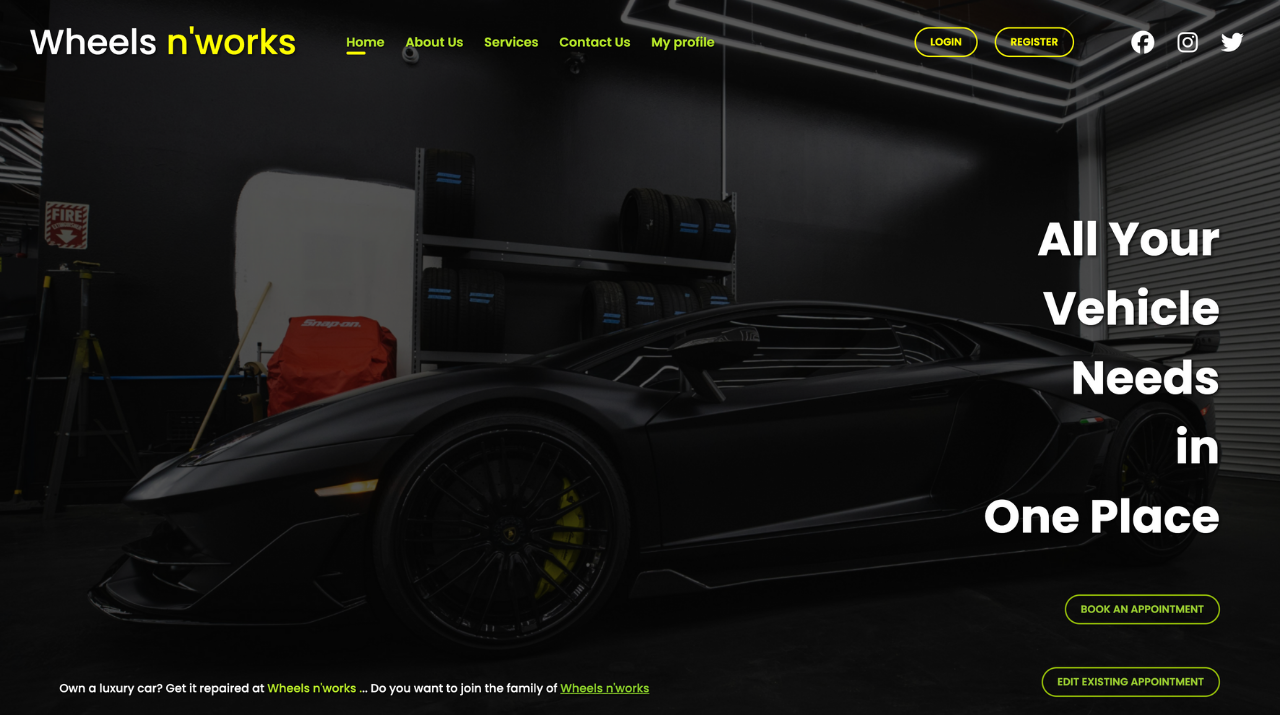 Wheels n'works
Home About Us Services Contact Us My profile
LOGIN REGISTER
FIRE
Snap-on
All Your
Vehicle
Needs
in
One Place
BOOK AN APPOINTMENT
Own a luxury car? Get it repaired at Wheels n'works ... Do you want to join the family of Wheels n'works
EDIT EXISTING APPOINTMENT